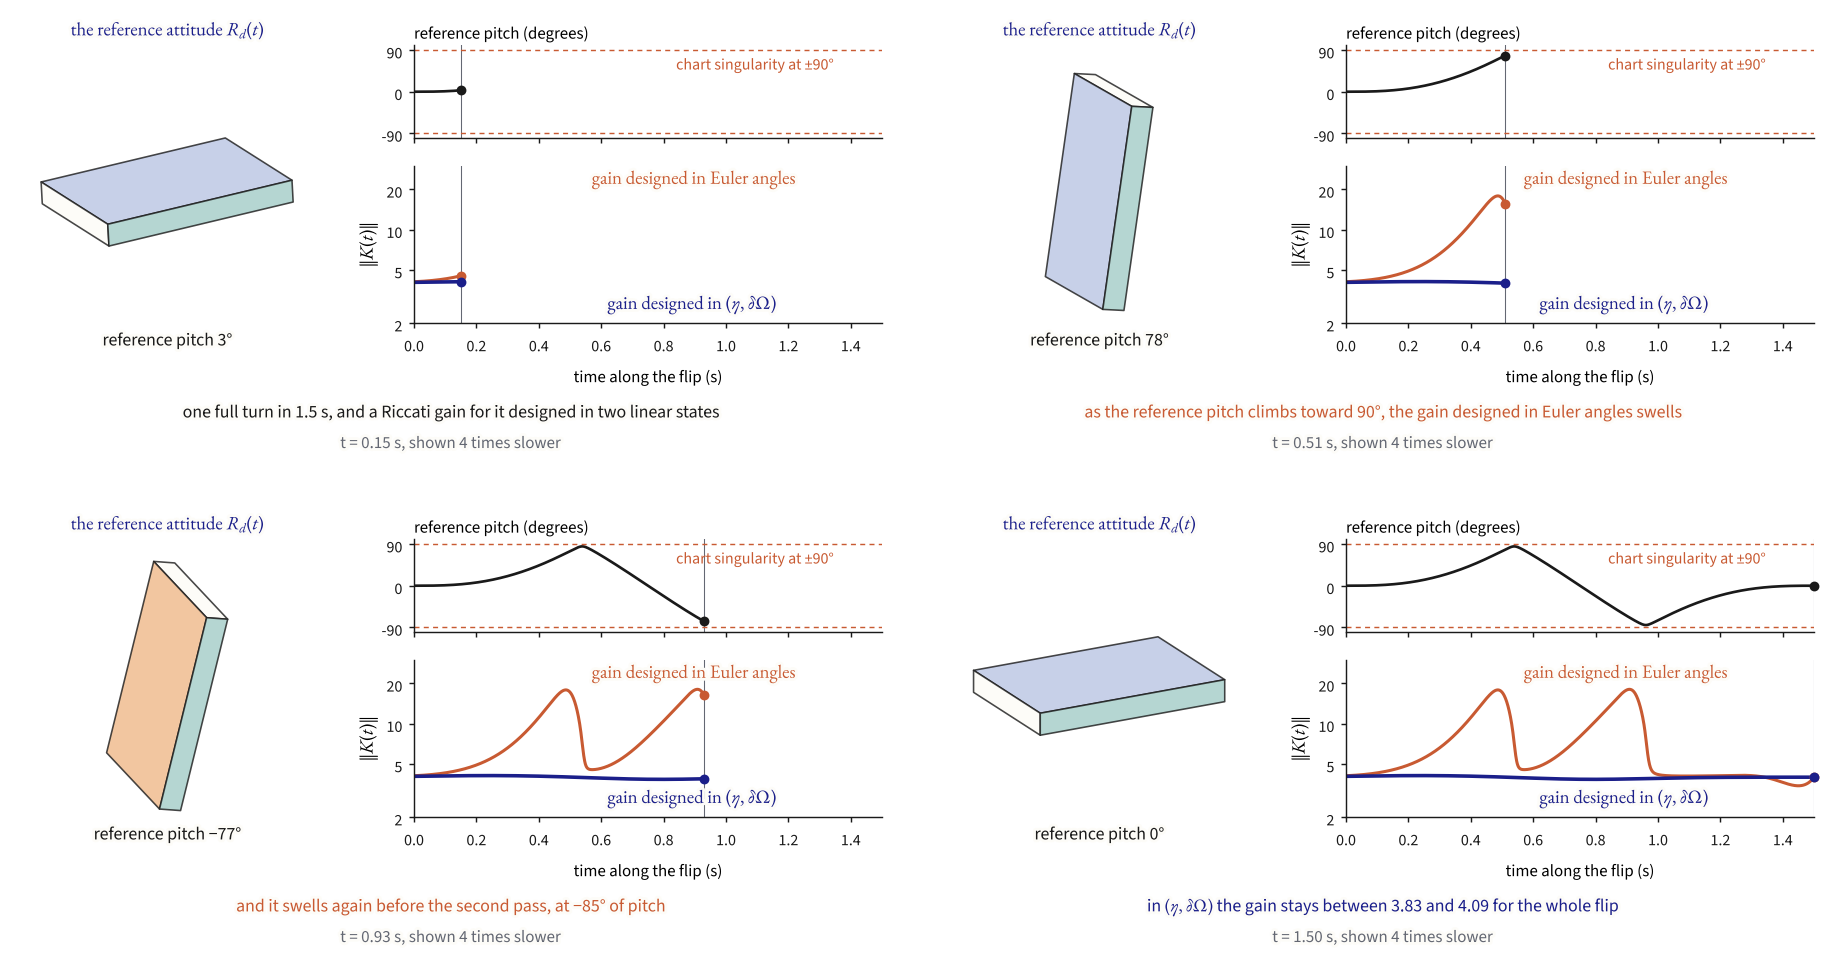 the reference attitude R_d(t)
reference pitch (degrees)
90
chart singularity at ±90°
0
-90
gain designed in Euler angles
20
10
5
2
‖K(t)‖
gain designed in (η, ∂Ω)
0.0 0.2 0.4 0.6 0.8 1.0 1.2 1.4
time along the flip (s)
reference pitch 3°
one full turn in 1.5 s, and a Riccati gain for it designed in two linear states
t = 0.15 s, shown 4 times slower
the reference attitude R_d(t)
reference pitch (degrees)
90
chart singularity at ±90°
0
-90
gain designed in Euler angles
20
10
5
2
‖K(t)‖
gain designed in (η, ∂Ω)
0.0 0.2 0.4 0.6 0.8 1.0 1.2 1.4
time along the flip (s)
reference pitch 78°
as the reference pitch climbs toward 90°, the gain designed in Euler angles swells
t = 0.51 s, shown 4 times slower
the reference attitude R_d(t)
reference pitch (degrees)
90
chart singularity at ±90°
0
-90
gain designed in Euler angles
20
10
5
2
‖K(t)‖
gain designed in (η, ∂Ω)
0.0 0.2 0.4 0.6 0.8 1.0 1.2 1.4
time along the flip (s)
reference pitch −77°
and it swells again before the second pass, at −85° of pitch
t = 0.93 s, shown 4 times slower
the reference attitude R_d(t)
reference pitch (degrees)
90
chart singularity at ±90°
0
-90
gain designed in Euler angles
20
10
5
2
‖K(t)‖
gain designed in (η, ∂Ω)
0.0 0.2 0.4 0.6 0.8 1.0 1.2 1.4
time along the flip (s)
reference pitch 0°
in (η, ∂Ω) the gain stays between 3.83 and 4.09 for the whole flip
t = 1.50 s, shown 4 times slower